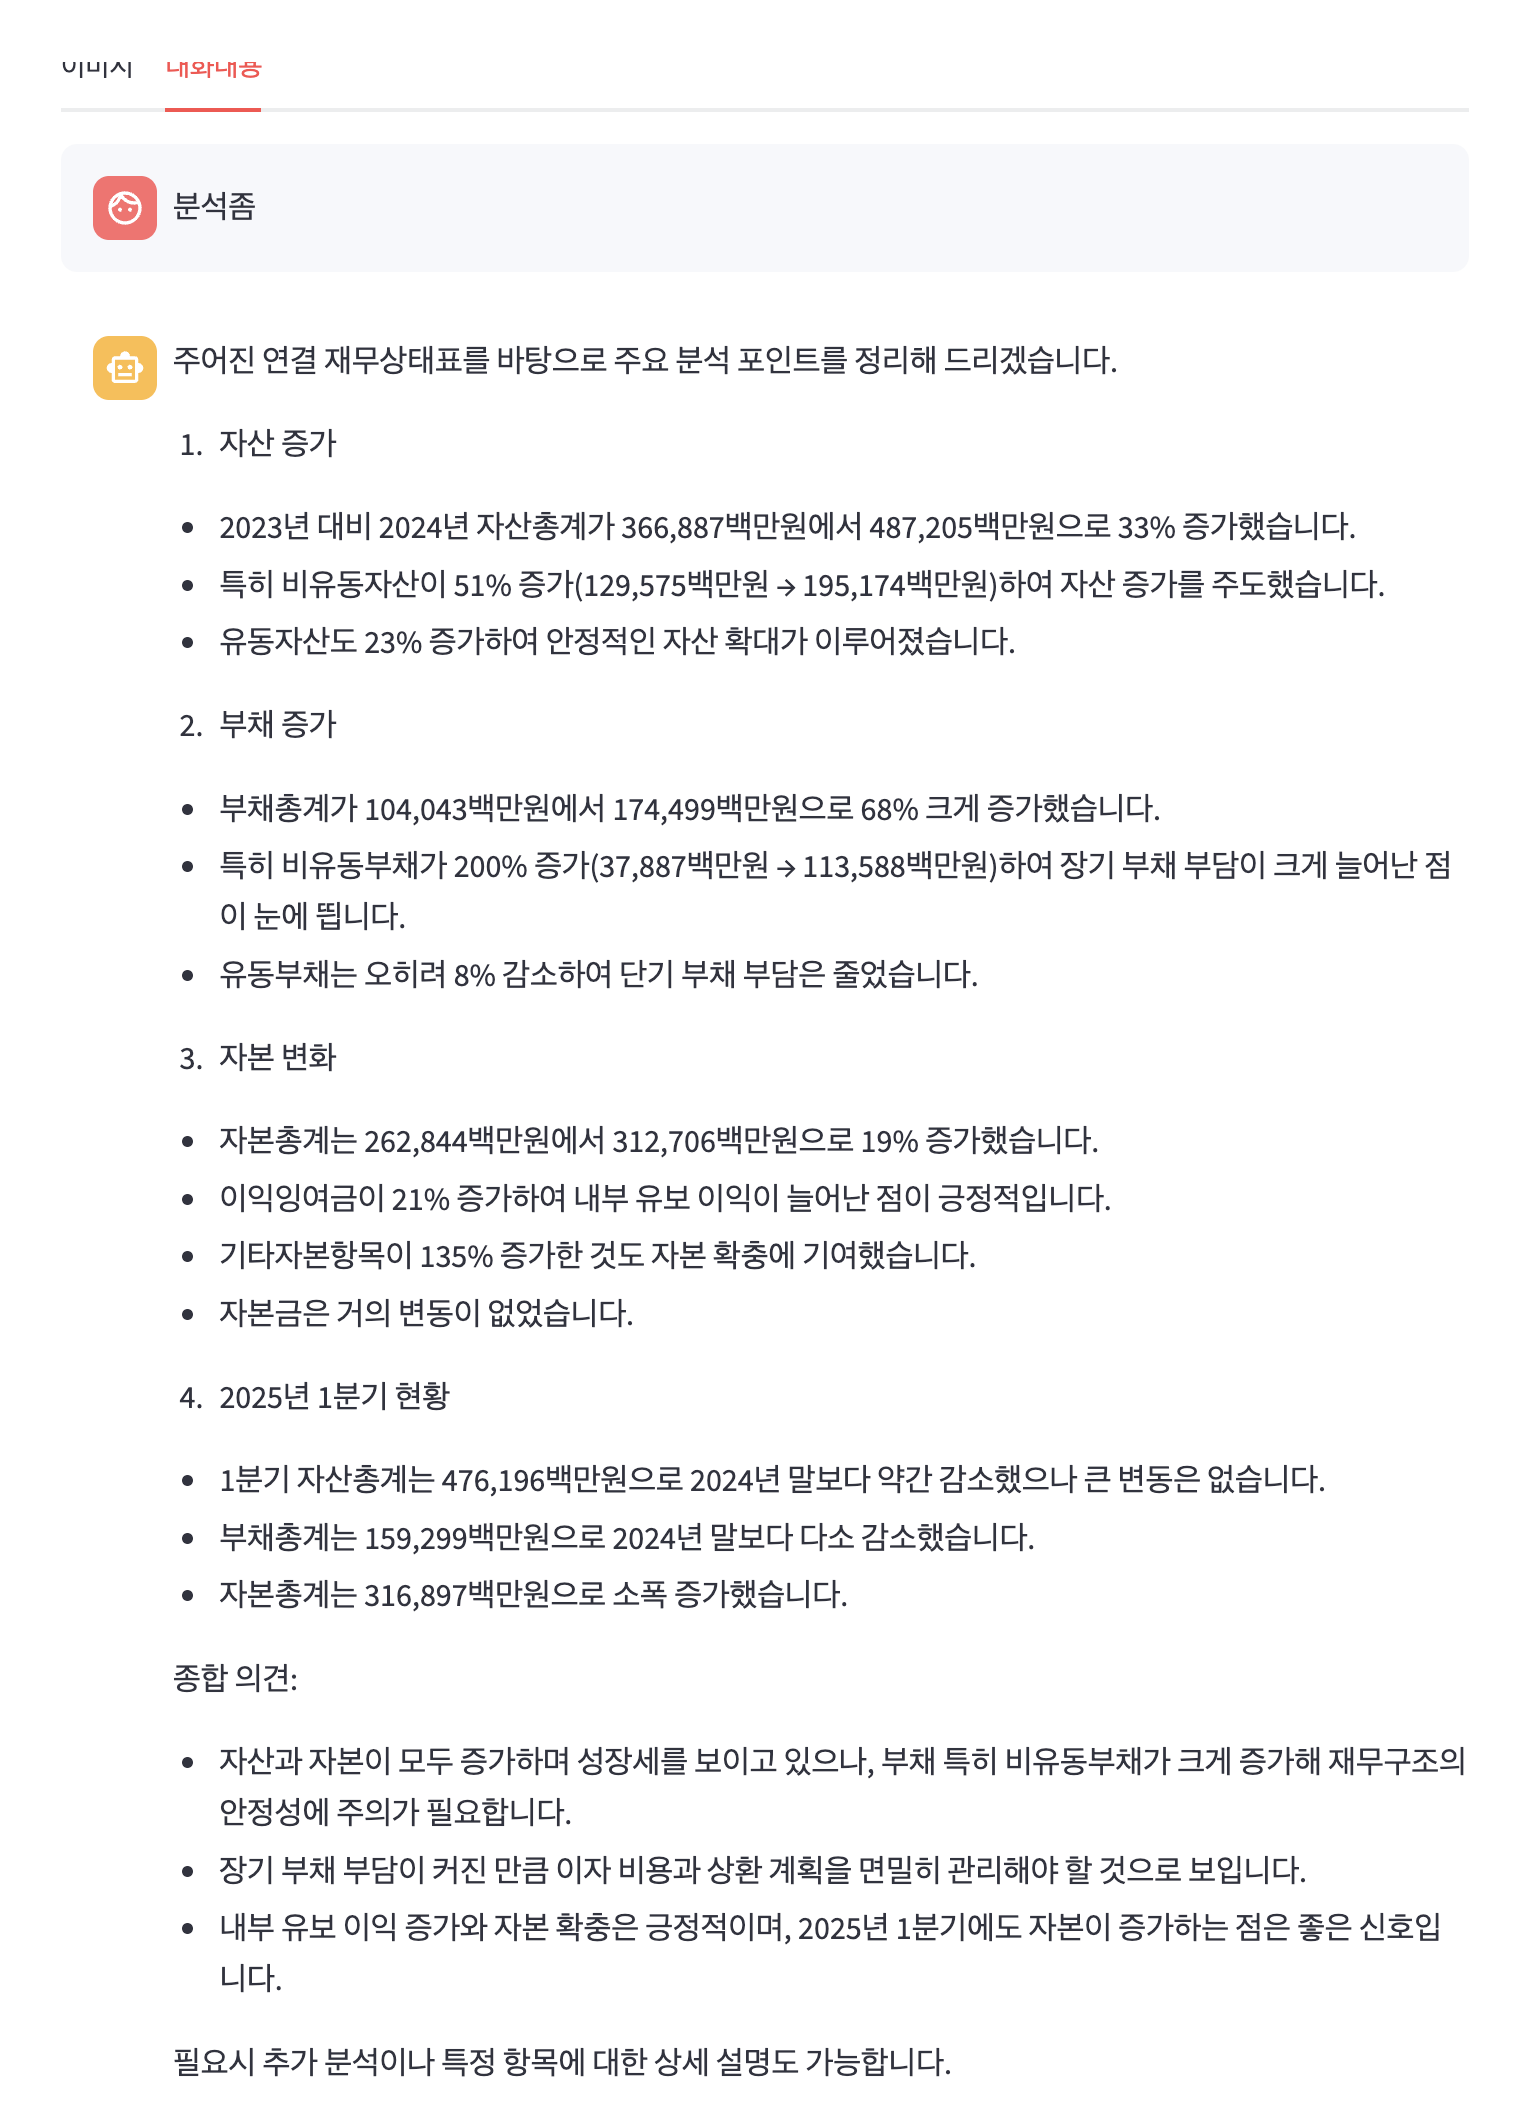 이미지 대화내용
분석좀
주어진 연결 재무상태표를 바탕으로 주요 분석 포인트를 정리해 드리겠습니다.
1. 자산 증가
• 2023년 대비 2024년 자산총계가 366,887백만원에서 487,205백만원으로 33% 증가했습니다.
• 특히 비유동자산이 51% 증가(129,575백만원 → 195,174백만원)하여 자산 증가를 주도했습니다.
• 유동자산도 23% 증가하여 안정적인 자산 확대가 이루어졌습니다.
2. 부채 증가
• 부채총계가 104,043백만원에서 174,499백만원으로 68% 크게 증가했습니다.
• 특히 비유동부채가 200% 증가(37,887백만원 → 113,588백만원)하여 장기 부채 부담이 크게 늘어난 점
이 눈에 띕니다.
• 유동부채는 오히려 8% 감소하여 단기 부채 부담은 줄었습니다.
3. 자본 변화
• 자본총계는 262,844백만원에서 312,706백만원으로 19% 증가했습니다.
• 이익잉여금이 21% 증가하여 내부 유보 이익이 늘어난 점이 긍정적입니다.
• 기타자본항목이 135% 증가한 것도 자본 확충에 기여했습니다.
• 자본금은 거의 변동이 없었습니다.
4. 2025년 1분기 현황
• 1분기 자산총계는 476,196백만원으로 2024년 말보다 약간 감소했으나 큰 변동은 없습니다.
• 부채총계는 159,299백만원으로 2024년 말보다 다소 감소했습니다.
• 자본총계는 316,897백만원으로 소폭 증가했습니다.
종합 의견:
• 자산과 자본이 모두 증가하며 성장세를 보이고 있으나, 부채 특히 비유동부채가 크게 증가해 재무구조의
안정성에 주의가 필요합니다.
• 장기 부채 부담이 커진 만큼 이자 비용과 상환 계획을 면밀히 관리해야 할 것으로 보입니다.
• 내부 유보 이익 증가와 자본 확충은 긍정적이며, 2025년 1분기에도 자본이 증가하는 점은 좋은 신호입
니다.
필요시 추가 분석이나 특정 항목에 대한 상세 설명도 가능합니다.